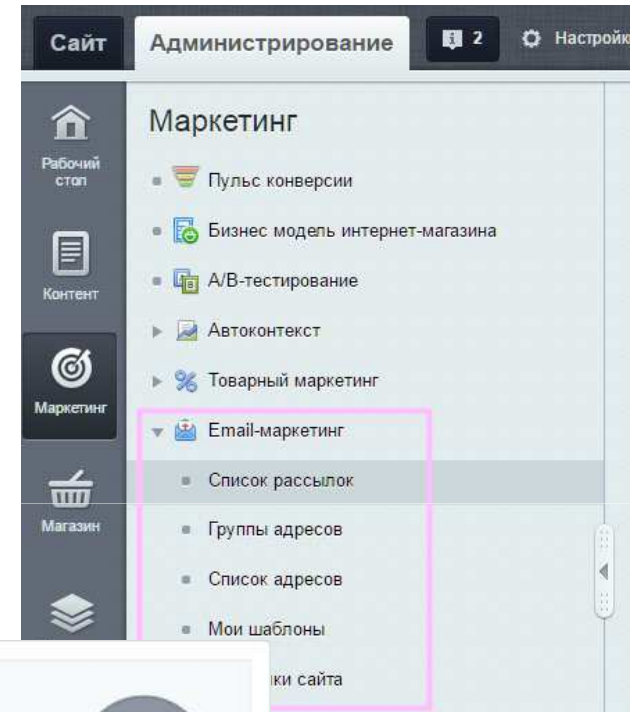 Сайт
Администрирование
2
Настройк
Рабочий
стол
Контент
Маркетинг
Магазин
Маркетинг
Пульс конверсии
Бизнес модель интернет-магазина
A/B-тестирование
Автоконтекст
Товарный маркетинг
Email-маркетинг
Список рассылок
Группы адресов
Список адресов
Мои шаблоны
ки сайта